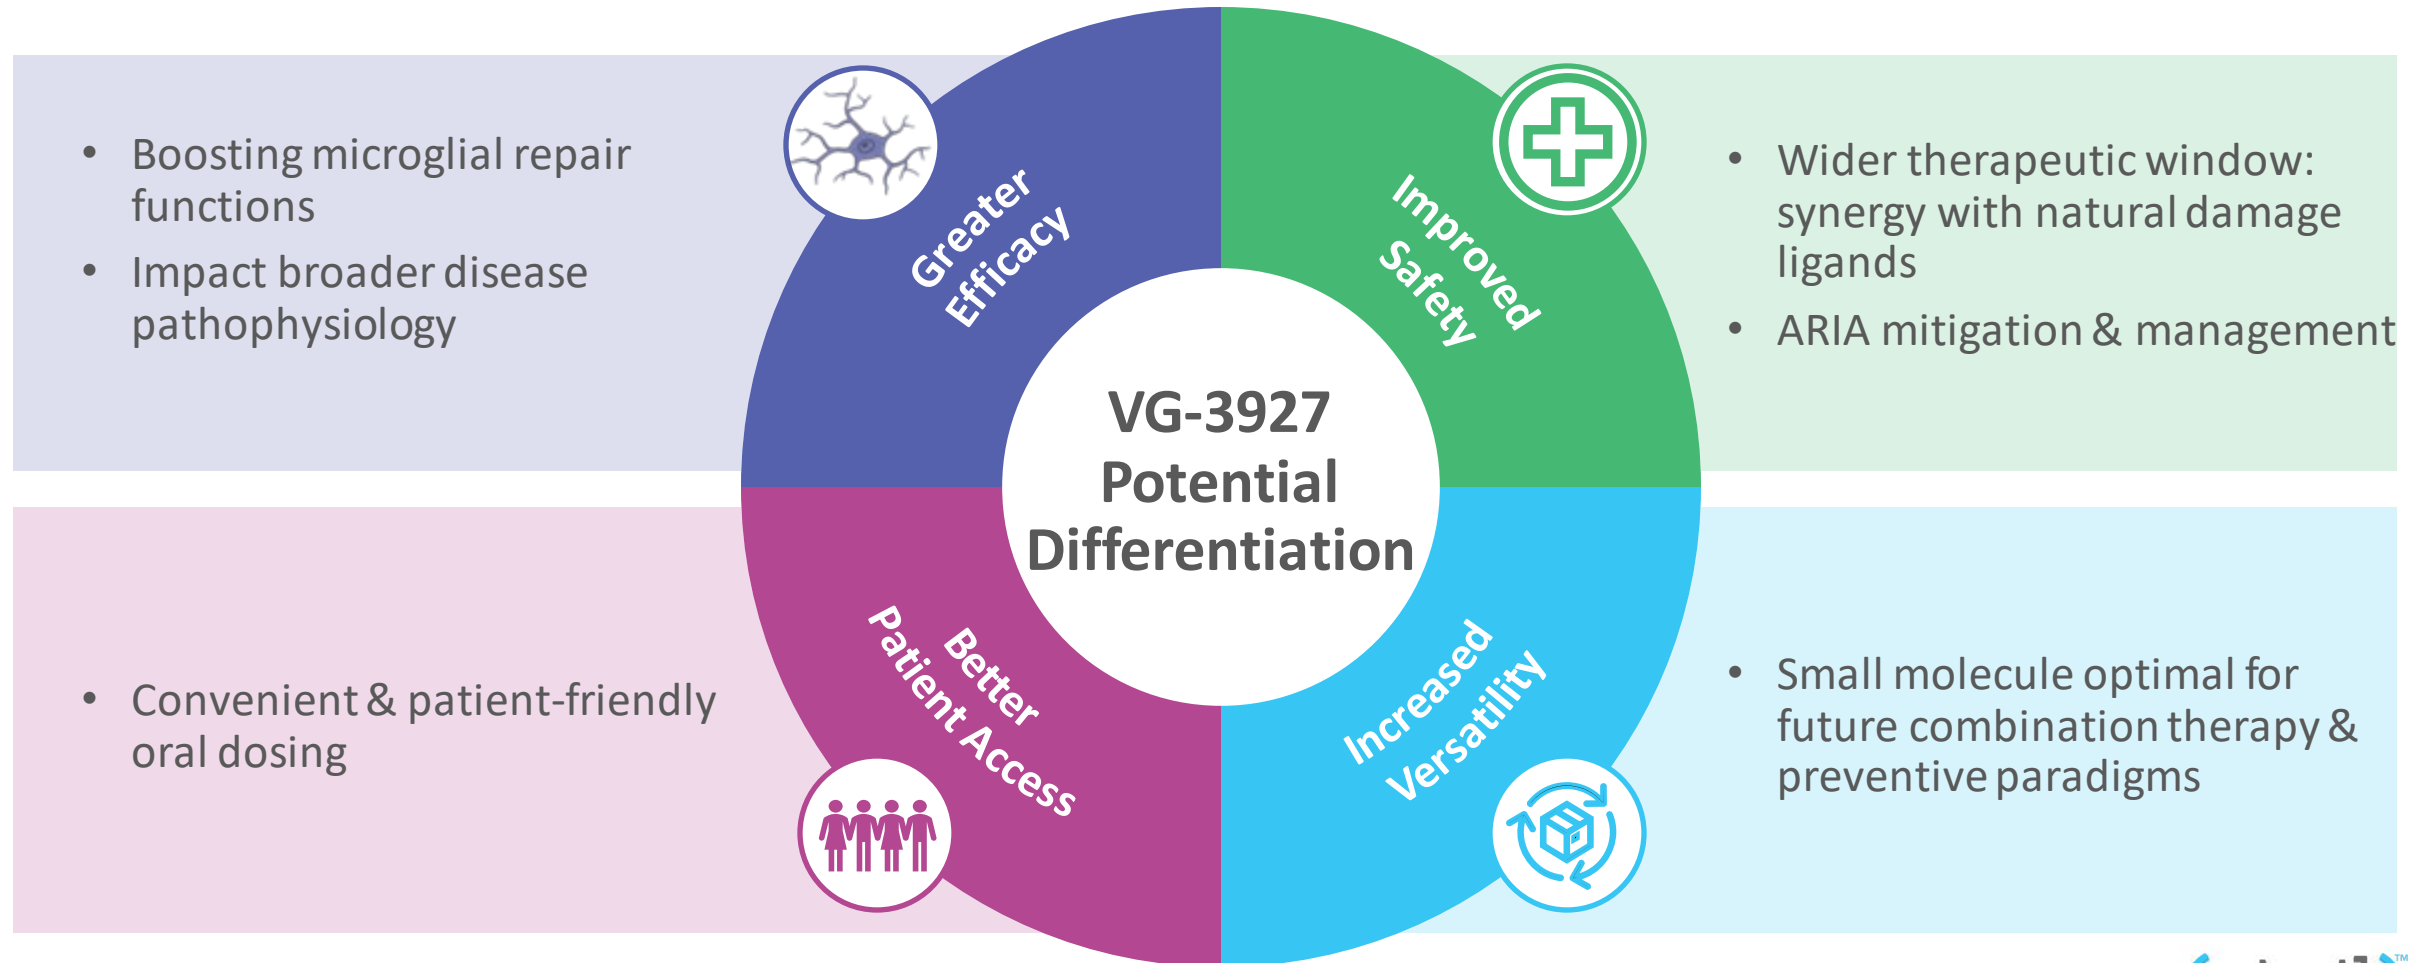 • Boosting microglial repair
functions
• Impact broader disease
pathophysiology
Greater
Efficacy
Improved
Safety
• Wider therapeutic window:
synergy with natural damage
ligands
• ARIA mitigation & management
VG-3927
Potential
Differentiation
• Convenient & patient-friendly
oral dosing
Better
Patient Access
Increased
Versatility
• Small molecule optimal for
future combination therapy &
preventive paradigms
TM